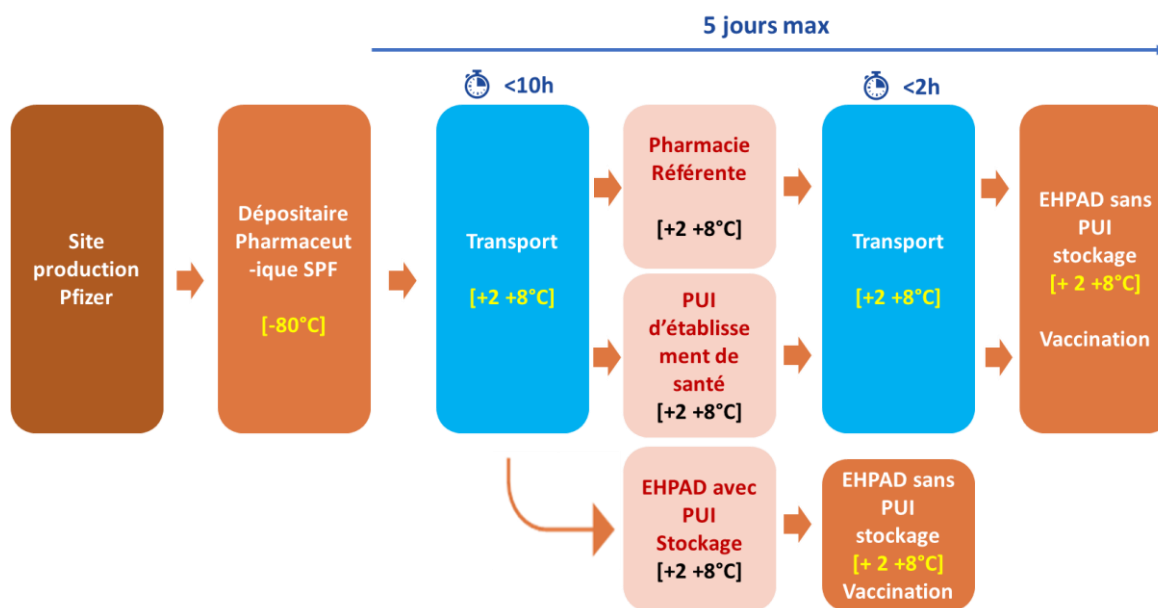 5 jours max
<10h
<2h
Site
production
Pfizer
Dépositaire
Pharmaceut
-ique SPF
[-80°C]
Transport
[+2 +8°C]
Pharmacie
Référente
[+2 +8°C]
PUI
d’établisse
ment de
santé
[+2 +8°C]
Transport
[+2 +8°C]
EHPAD sans
PUI
stockage
[+ 2 +8°C]
Vaccination
EHPAD avec
PUI
Stockage
[+2 +8°C]
EHPAD sans
PUI
stockage
[+ 2 +8°C]
Vaccination